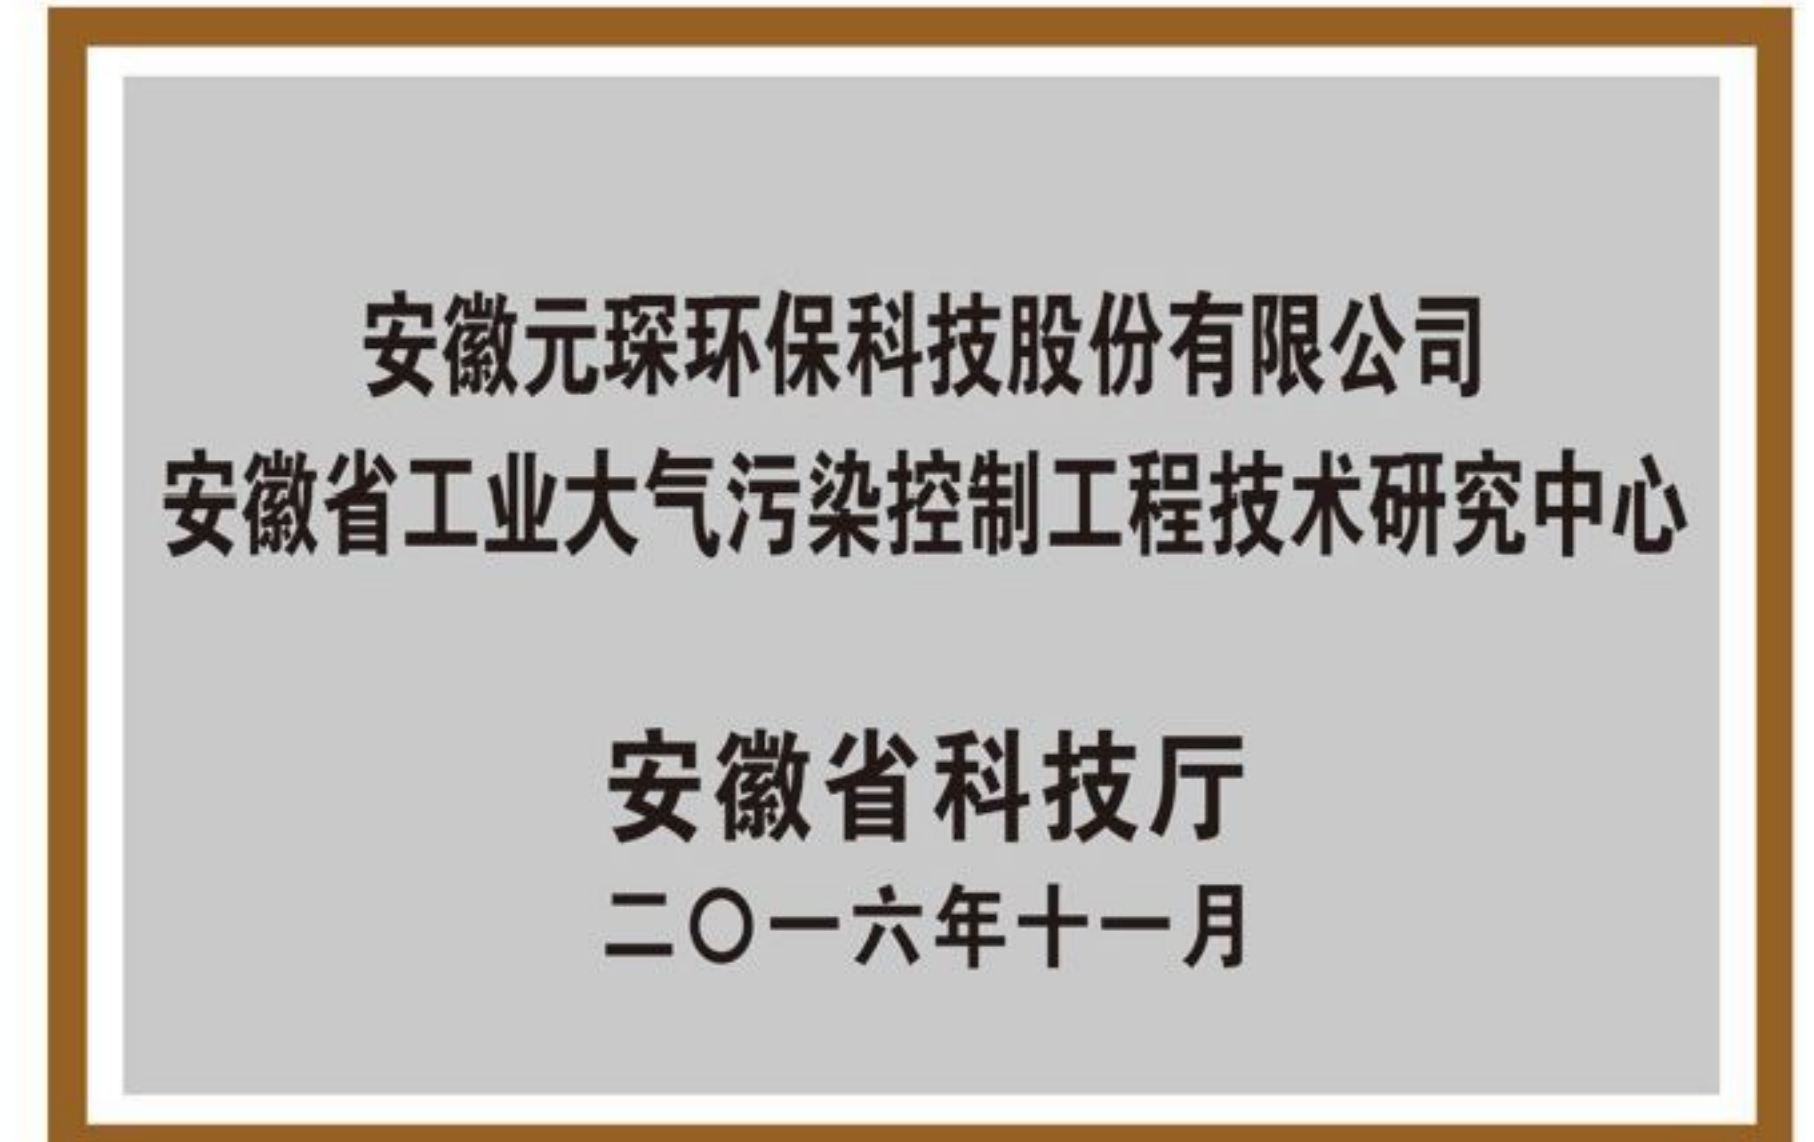 安徽元琛环保科技股份有限公司
安徽省工业大气污染控制工程技术研究中心
安徽省科技厅
二〇一六年十一月